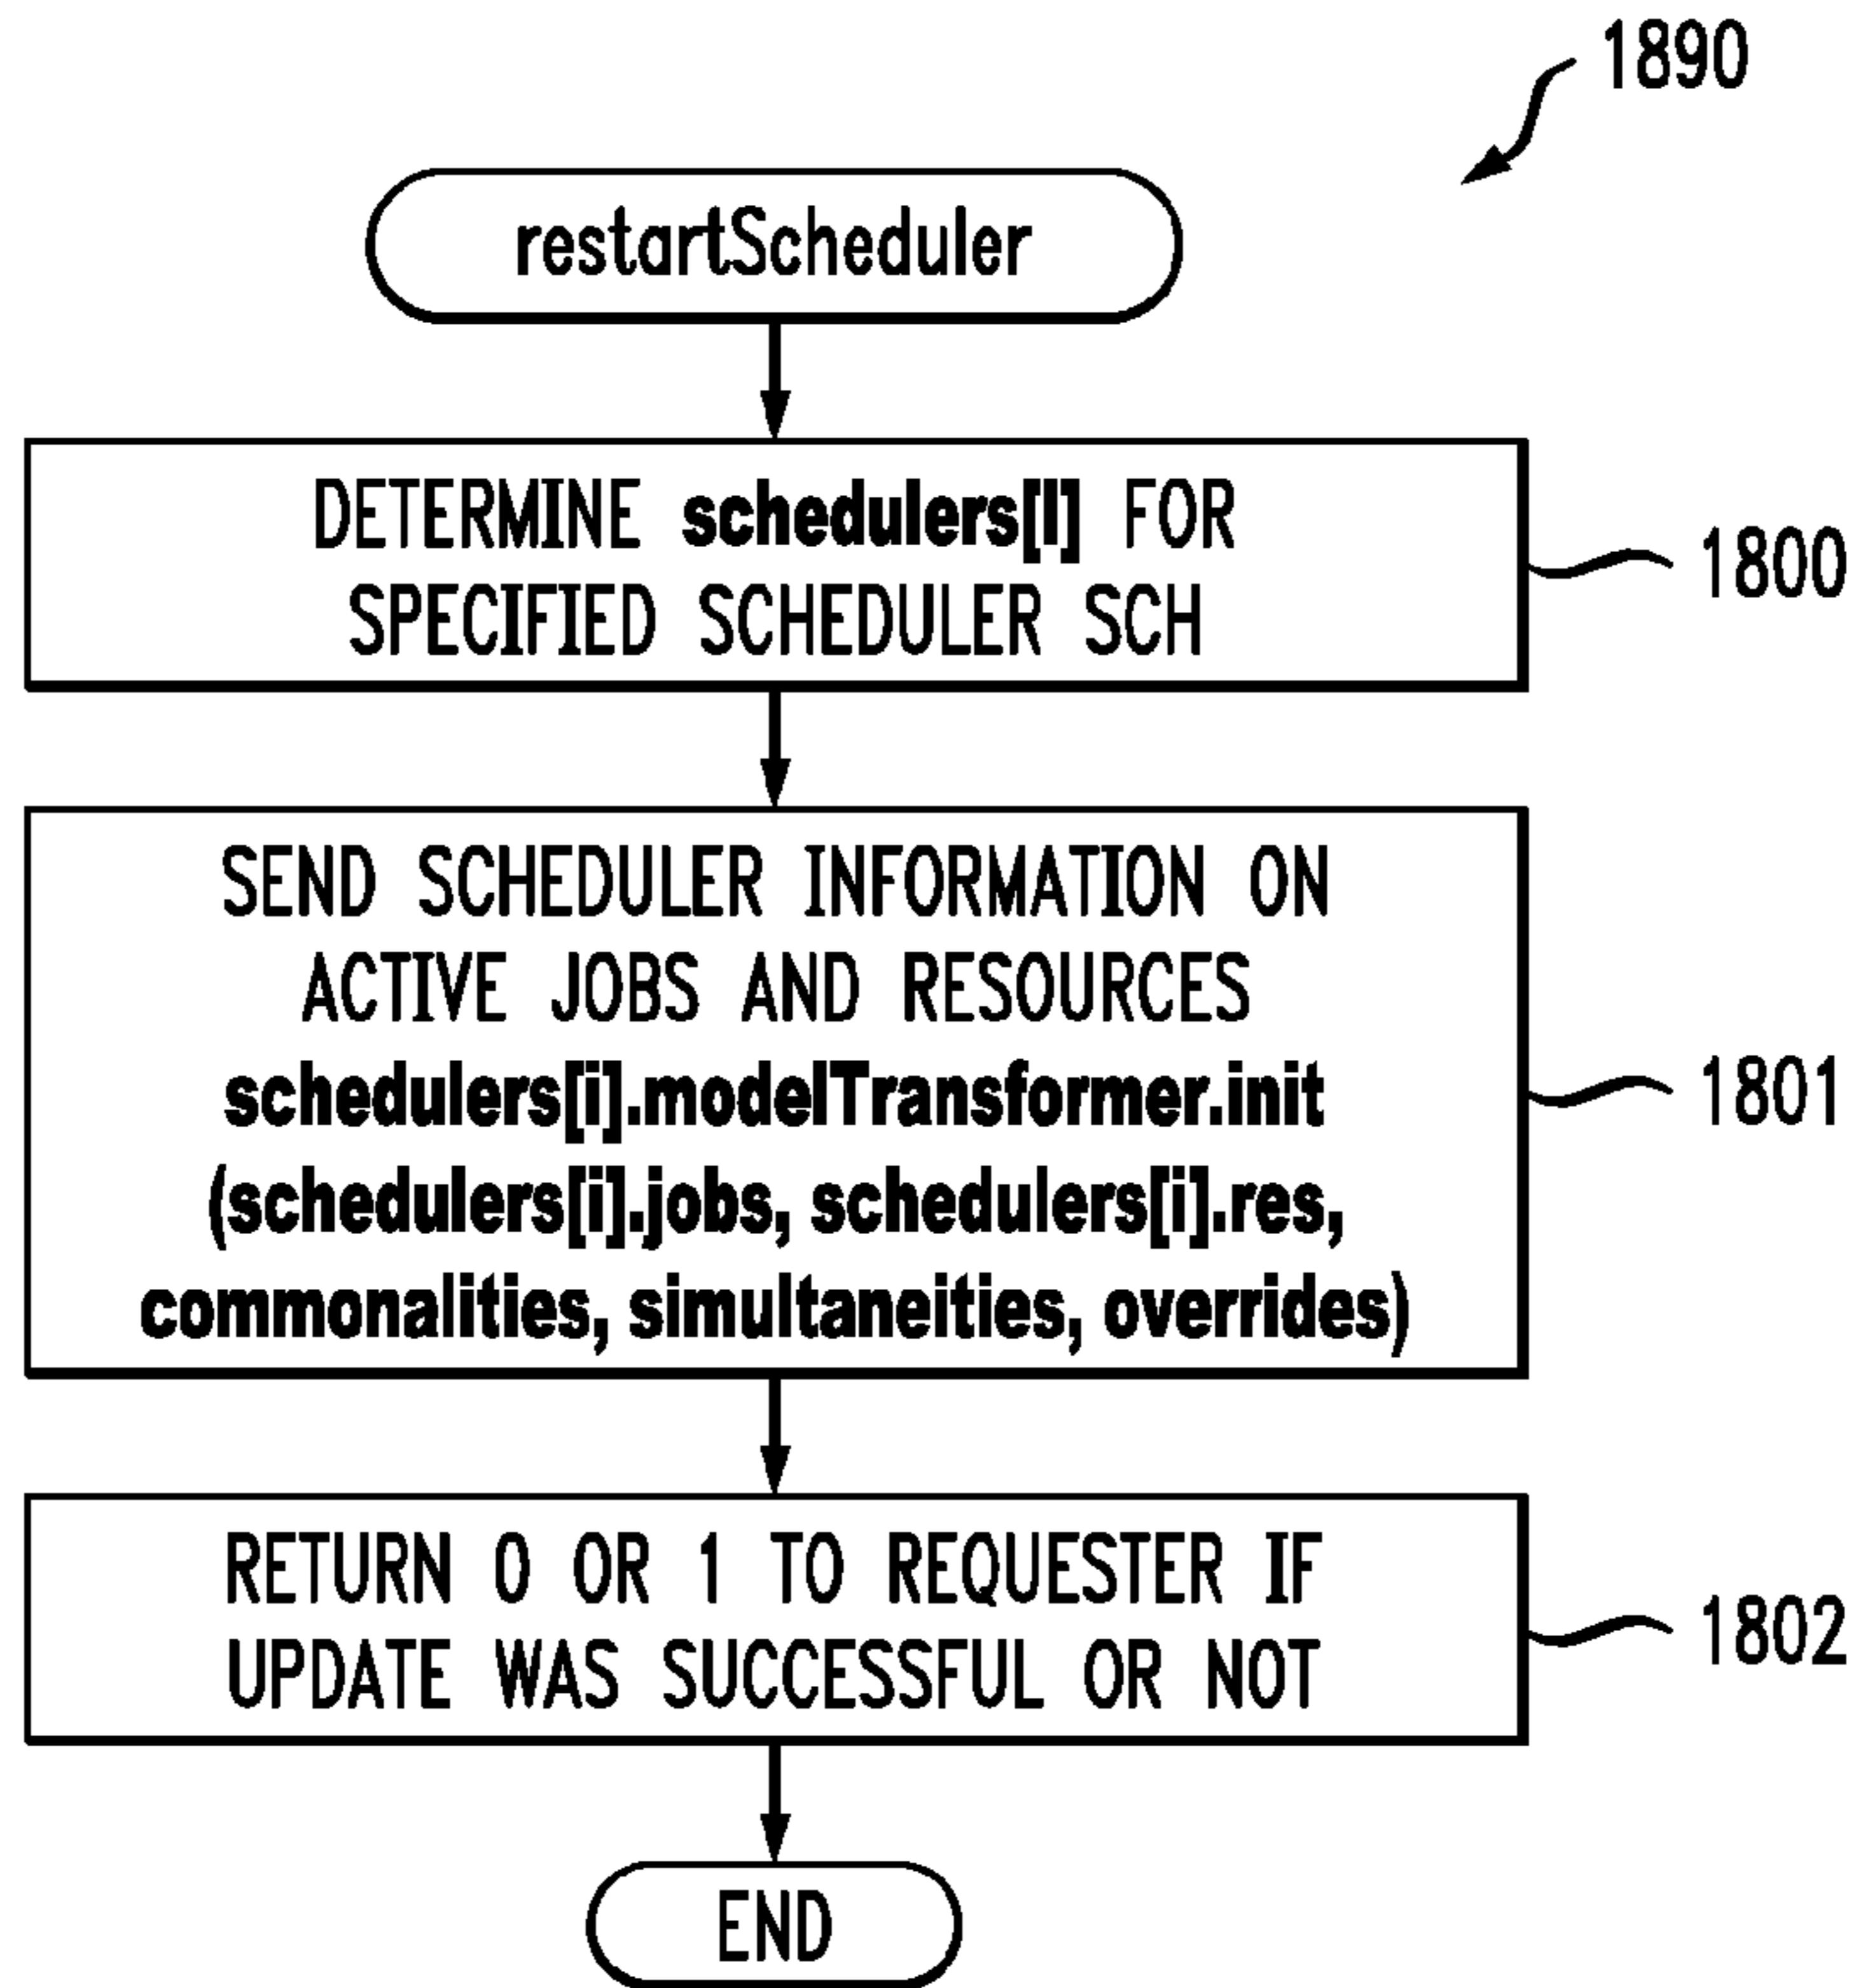 1890
restartScheduler
DETERMINE schedulers[I] FOR
SPECIFIED SCHEDULER SCH
1800
SEND SCHEDULER INFORMATION ON
ACTIVE JOBS AND RESOURCES
schedulers[i].modelTransformer.init
(schedulers[i].jobs, schedulers[i].res,
commonalities, simultaneities, overrides)
1801
RETURN 0 OR 1 TO REQUESTER IF
UPDATE WAS SUCCESSFUL OR NOT
1802
END